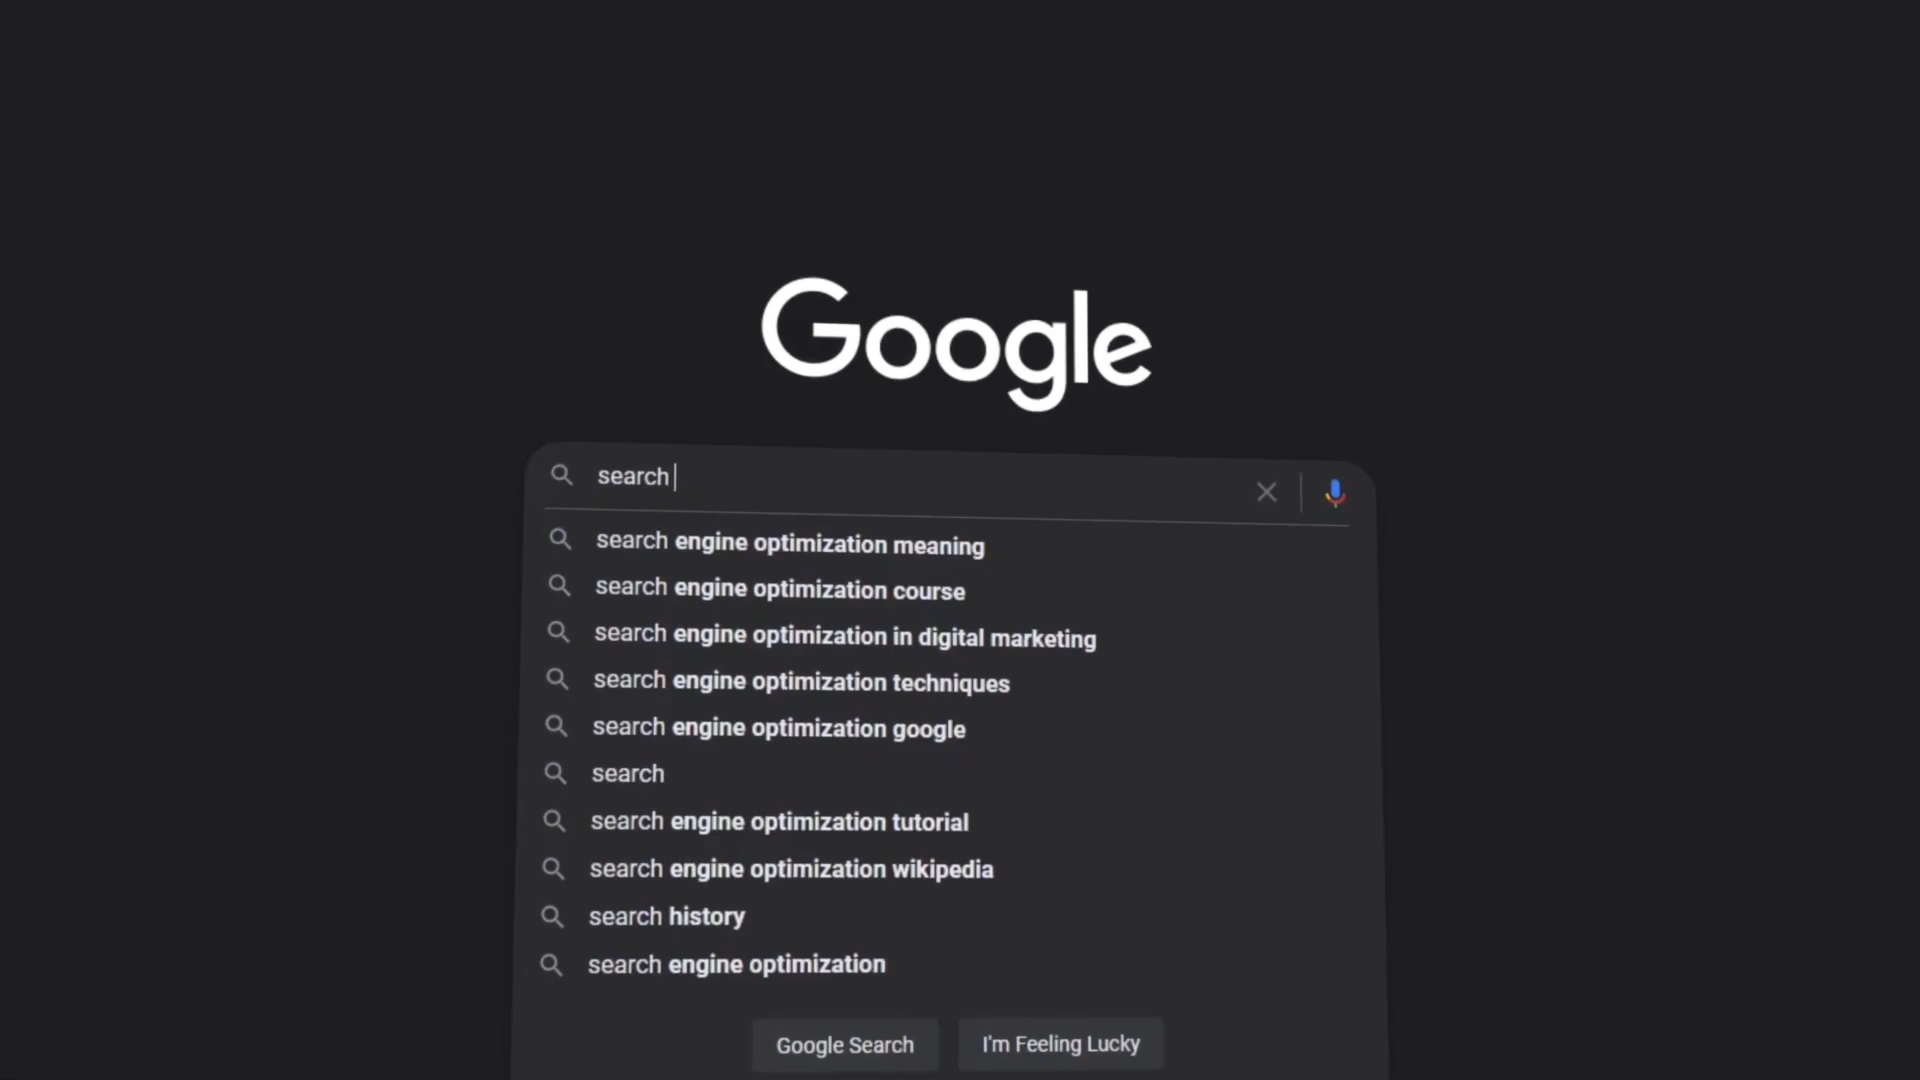 Google
search
search engine optimization meaning
search engine optimization course
search engine optimization in digital marketing
search engine optimization techniques
search engine optimization google
search
search engine optimization tutorial
search engine optimization wikipedia
search history
search engine optimization
Google Search
I'm Feeling Lucky